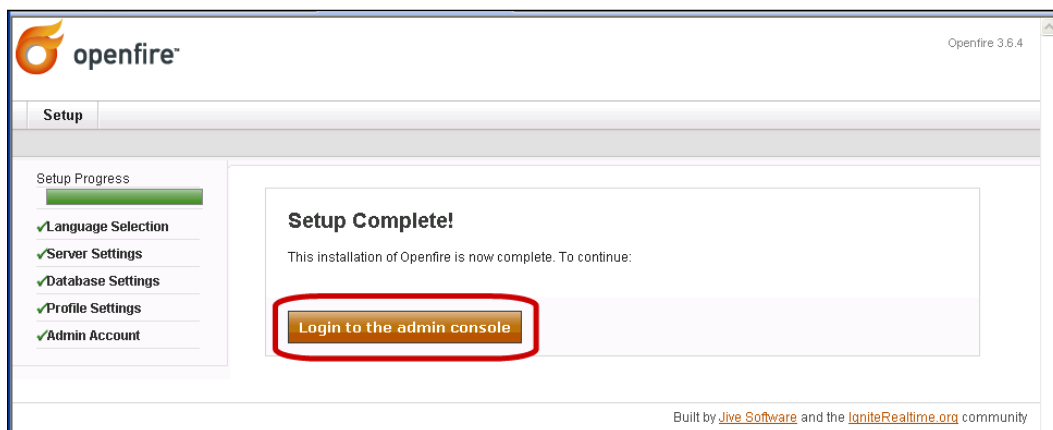 openfire™
Openfire 3.6.4
Setup
Setup Progress
Language Selection
Server Settings
Database Settings
Profile Settings
Admin Account
Setup Complete!
This installation of Openfire is now complete. To continue:
Login to the admin console
Built by Jive Software and the IgniteRealtime.org community